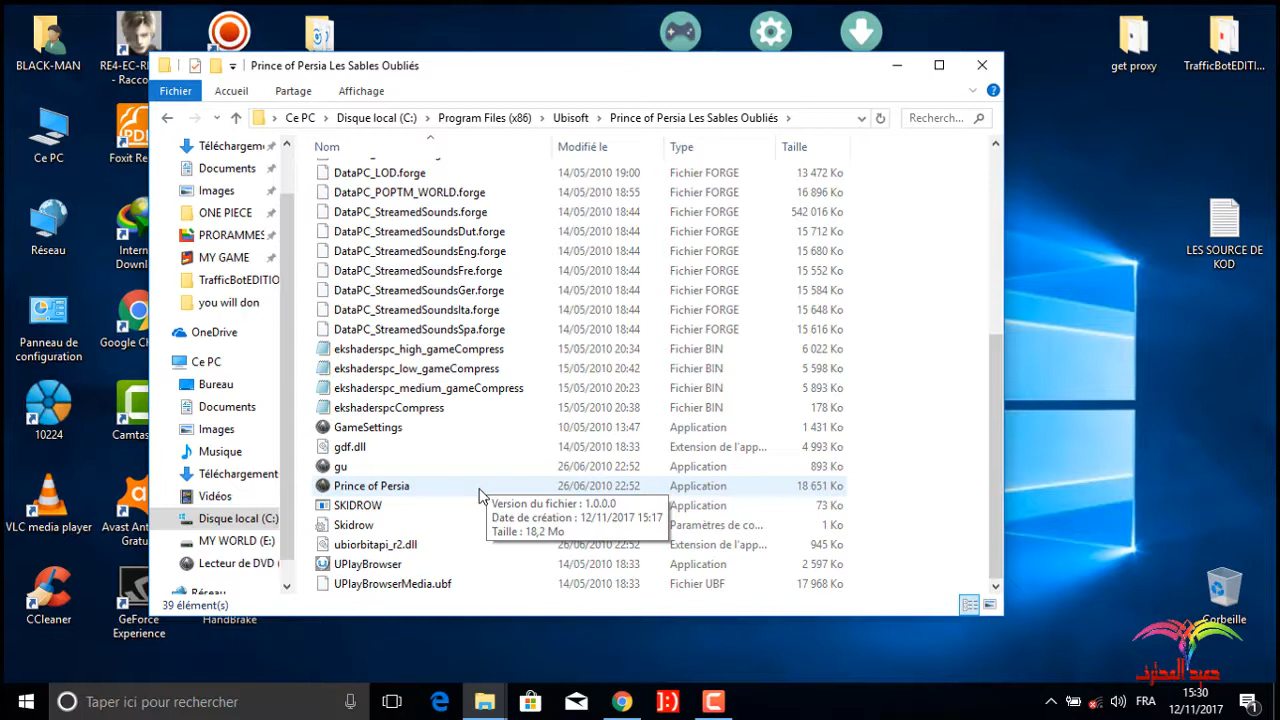 BLACK-MAN
RE4-EC-RE
- Racco
get proxy
TrafficBotEDITI...
Prince of Persia Les Sables Oubliés
Fichier
Accueil
Partage
Affichage
Ce PC
Disque local (C:)
Program Files (x86)
Ubisoft
Prince of Persia Les Sables Oubliés
Recherch...
Nom
Modifié le
Type
Taille
DataPC_LOD.forge 14/05/2010 19:00 Fichier FORGE 13 472 Ko
DataPC_POPTM_WORLD.forge 14/05/2010 18:55 Fichier FORGE 16 896 Ko
DataPC_StreamedSounds.forge 14/05/2010 18:44 Fichier FORGE 542 016 Ko
DataPC_StreamedSoundsDut.forge 14/05/2010 18:44 Fichier FORGE 15 712 Ko
DataPC_StreamedSoundsEng.forge 14/05/2010 18:44 Fichier FORGE 15 680 Ko
DataPC_StreamedSoundsFre.forge 14/05/2010 18:44 Fichier FORGE 15 552 Ko
DataPC_StreamedSoundsGer.forge 14/05/2010 18:44 Fichier FORGE 15 584 Ko
DataPC_StreamedSoundsIta.forge 14/05/2010 18:44 Fichier FORGE 15 648 Ko
DataPC_StreamedSoundsSpa.forge 14/05/2010 18:44 Fichier FORGE 15 616 Ko
ekshaderspc_high_gameCompress 15/05/2010 20:34 Fichier BIN 6 022 Ko
ekshaderspc_low_gameCompress 15/05/2010 20:42 Fichier BIN 5 598 Ko
ekshaderspc_medium_gameCompress 15/05/2010 20:23 Fichier BIN 5 893 Ko
ekshaderspcCompress 15/05/2010 20:38 Fichier BIN 178 Ko
GameSettings 10/05/2010 13:47 Application 1 431 Ko
gdf.dll 14/05/2010 18:33 Extension de l'app... 4 993 Ko
gu 26/06/2010 22:52 Application 893 Ko
Prince of Persia 26/06/2010 22:52 Application 18 651 Ko
SKIDROW Application 73 Ko
Skidrow Paramètres de co... 1 Ko
ubiorbitapi_r2.dll 26/06/2010 22:52 Extension de l'app... 945 Ko
UPlayBrowser 14/05/2010 18:33 Application 2 597 Ko
UPlayBrowserMedia.ubf 14/05/2010 18:33 Fichier UBF 17 968 Ko
Version du fichier : 1.0.0.0
Date de création : 12/11/2017 15:17
Taille : 18,2 Mo
39 élément(s)
Téléchargem
Documents
Images
ONE PIECE
PRORAMMES
MY GAME
TrafficBotEDITIO
you will don
OneDrive
Ce PC
Bureau
Documents
Images
Musique
Téléchargement
Vidéos
Disque local (C:)
MY WORLD (E:)
Lecteur de DVD
Réseau
Ce PC
Foxit Re
Réseau
Intern
Downl
Panneau de
configuration
Google Ch
10224
Camtas
VLC media player
Avast Ant
Gratu
CCleaner
GeForce
Experience
HandBrake
LES SOURCE DE
KOD
Corbeille
حميد المحترف
Taper ici pour rechercher
FRA
15:30
12/11/2017
1